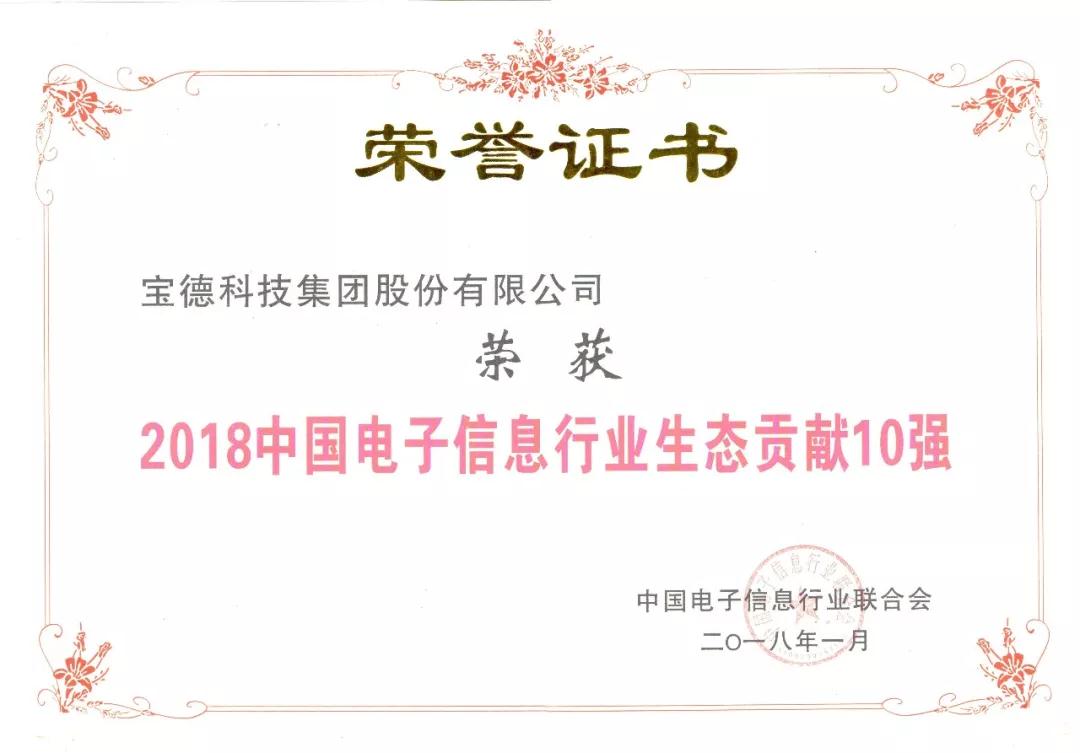 荣誉证书
宝德科技集团股份有限公司
荣获
2018中国电子信息行业生态贡献10强
中国电子信息行业联合会
二〇一八年一月